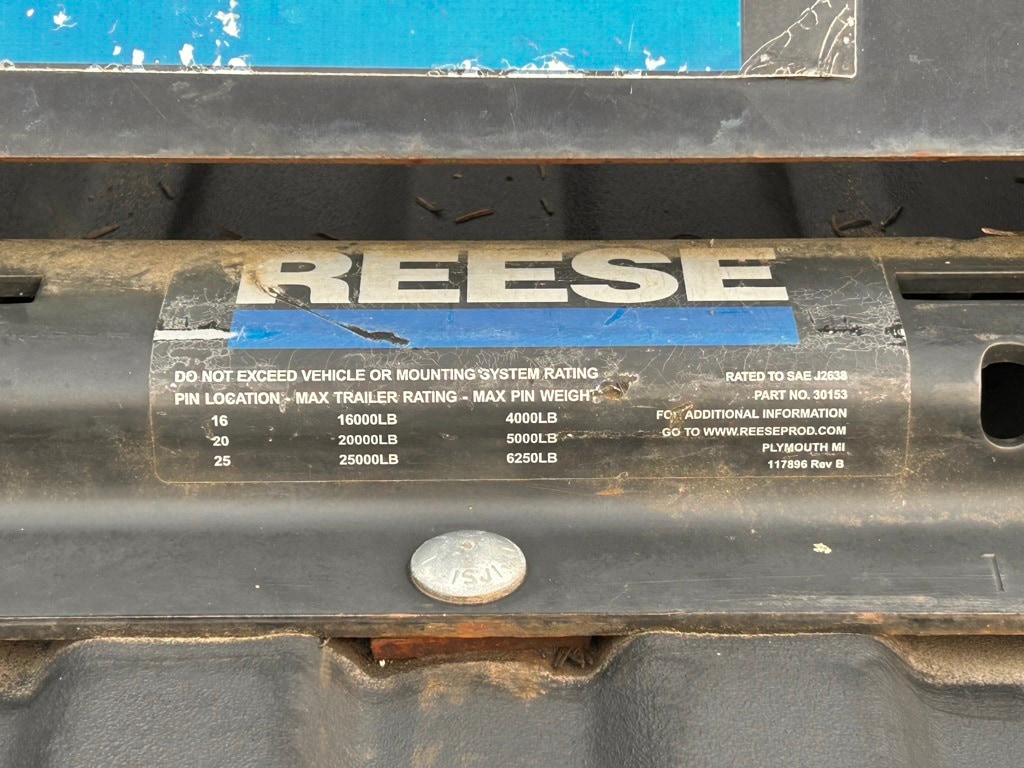 REESE®
DO NOT EXCEED VEHICLE OR MOUNTING SYSTEM RATING
PIN LOCATION - MAX TRAILER RATING - MAX PIN WEIGHT
16 16000LB 4000LB
20 20000LB 5000LB
25 25000LB 6250LB
RATED TO SAE J2638
PART NO. 30153
FOR ADDITIONAL INFORMATION
GO TO WWW.REESEPROD.COM
PLYMOUTH MI
117896 Rev B